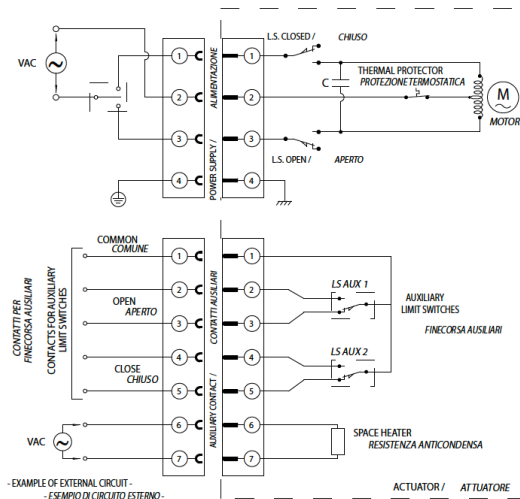 L.S. CLOSED / CHIUSO
VAC
1
1
C
THERMAL PROTECTOR
PROTEZIONE TERMOSTATICA
M
MOTOR
2
2
3
3
L.S. OPEN / APERTO
4
4
POWER SUPPLY / ALIMENTAZIONE
CONTATTI PER
FINECORSA AUSILIARI
CONTACTS FOR AUXILIARY
LIMIT SWITCHES
COMMON
COMUNE
1
1
OPEN
APERTO
2
2
LS AUX 1
AUXILIARY
LIMIT SWITCHES
FINECORSA AUSILIARI
3
3
CLOSE
CHIUSO
4
4
LS AUX 2
5
5
AUXILIARY CONTACT / CONTATTI AUSILIARI
VAC
6
6
SPACE HEATER
RESISTENZA ANTICONDENSA
7
7
- EXAMPLE OF EXTERNAL CIRCUIT -
- ESEMPIO DI CIRCUITO ESTERNO -
ACTUATOR / ATTUATORE